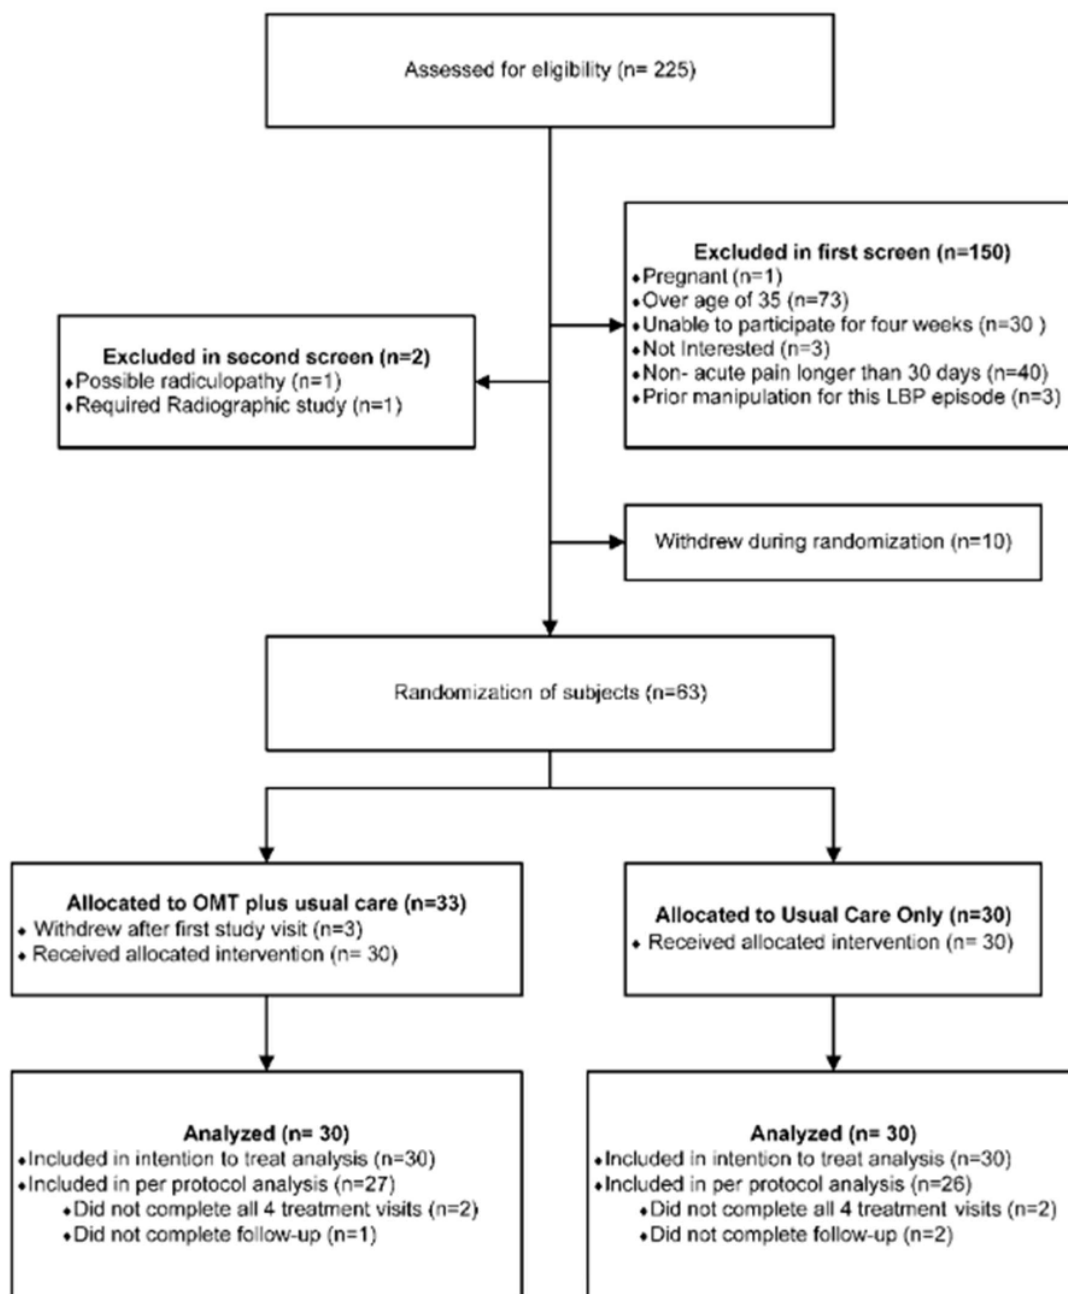 Assessed for eligibility (n= 225)
Excluded in first screen (n=150)
♦Pregnant (n=1)
♦Over age of 35 (n=73)
♦Unable to participate for four weeks (n=30 )
♦Not Interested (n=3)
♦Non- acute pain longer than 30 days (n=40)
♦Prior manipulation for this LBP episode (n=3)
Excluded in second screen (n=2)
♦Possible radiculopathy (n=1)
♦Required Radiographic study (n=1)
Withdrew during randomization (n=10)
Randomization of subjects (n=63)
Allocated to OMT plus usual care (n=33)
♦ Withdrew after first study visit (n=3)
♦ Received allocated intervention (n= 30)
Allocated to Usual Care Only (n=30)
♦ Received allocated intervention (n= 30)
Analyzed (n= 30)
♦Included in intention to treat analysis (n=30)
♦Included in per protocol analysis (n=27)
♦Did not complete all 4 treatment visits (n=2)
♦Did not complete follow-up (n=1)
Analyzed (n= 30)
♦Included in intention to treat analysis (n=30)
♦Included in per protocol analysis (n=26)
♦Did not complete all 4 treatment visits (n=2)
♦Did not complete follow-up (n=2)